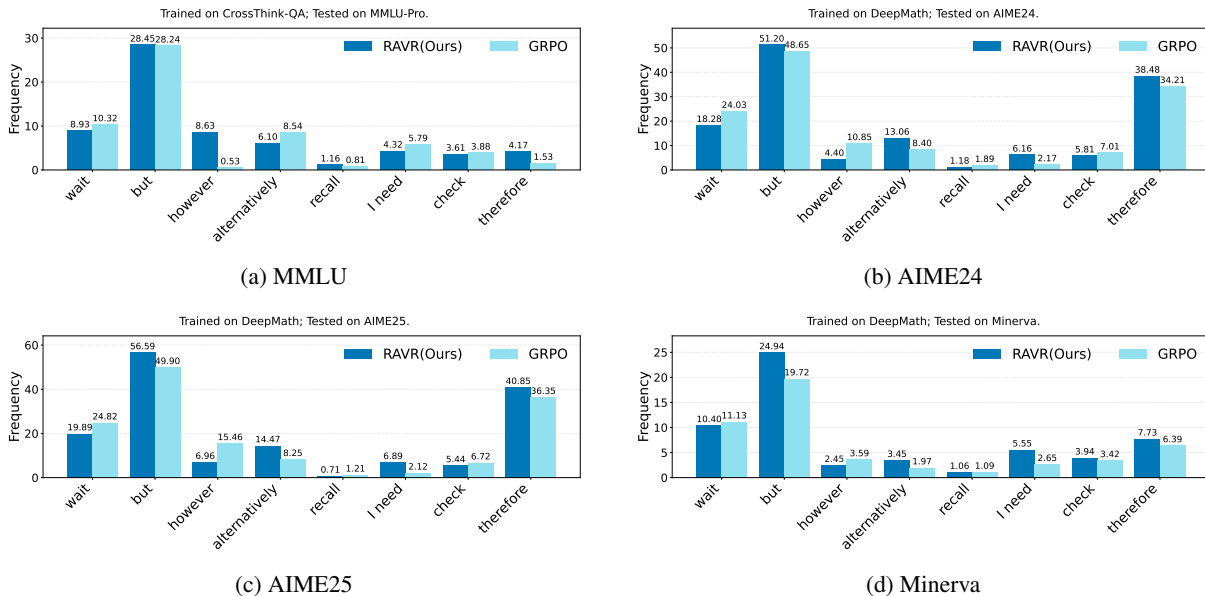 Trained on CrossThink-QA; Tested on MMLU-Pro.
RAVR(Ours) GRPO
Frequency
30
20
10
0
8.93 10.32 28.45 28.24 8.63 0.53 6.10 8.54 1.16 0.81 4.32 5.79 3.61 3.88 4.17 1.53
wait but however alternatively recall I need check therefore
(a) MMLU
Trained on DeepMath; Tested on AIME24.
RAVR(Ours) GRPO
Frequency
50
40
30
20
10
0
18.28 24.03 51.20 48.65 4.40 10.85 13.06 8.40 1.18 1.89 6.16 2.17 5.81 7.01 38.48 34.21
wait but however alternatively recall I need check therefore
(b) AIME24
Trained on DeepMath; Tested on AIME25.
RAVR(Ours) GRPO
Frequency
60
40
20
0
19.89 24.82 56.59 49.90 6.96 15.46 14.47 8.25 0.71 1.21 6.89 2.12 5.44 6.72 40.85 36.35
wait but however alternatively recall I need check therefore
(c) AIME25
Trained on DeepMath; Tested on Minerva.
RAVR(Ours) GRPO
Frequency
25
20
15
10
5
0
10.40 11.13 24.94 19.72 2.45 3.59 3.45 1.97 1.06 1.09 5.55 2.65 3.94 3.42 7.73 6.39
wait but however alternatively recall I need check therefore
(d) Minerva